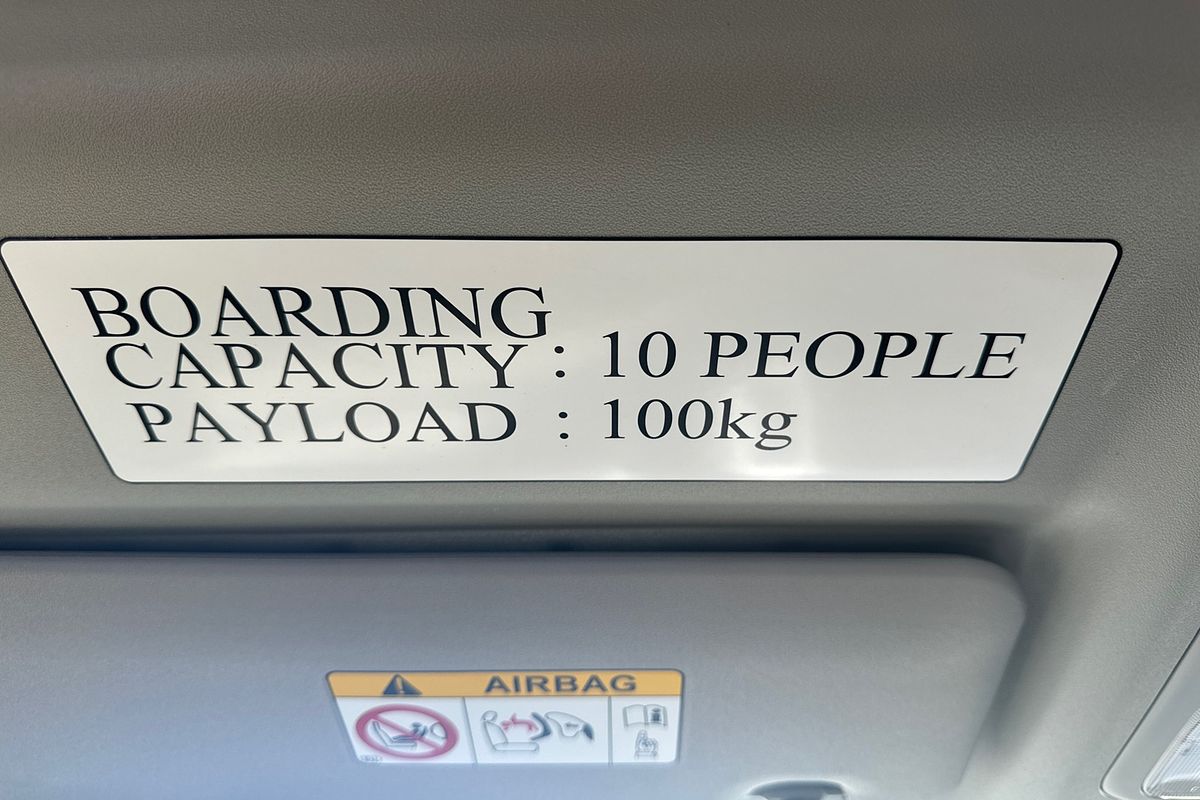 BOARDING
CAPACITY : 10 PEOPLE
PAYLOAD : 100kg
AIRBAG